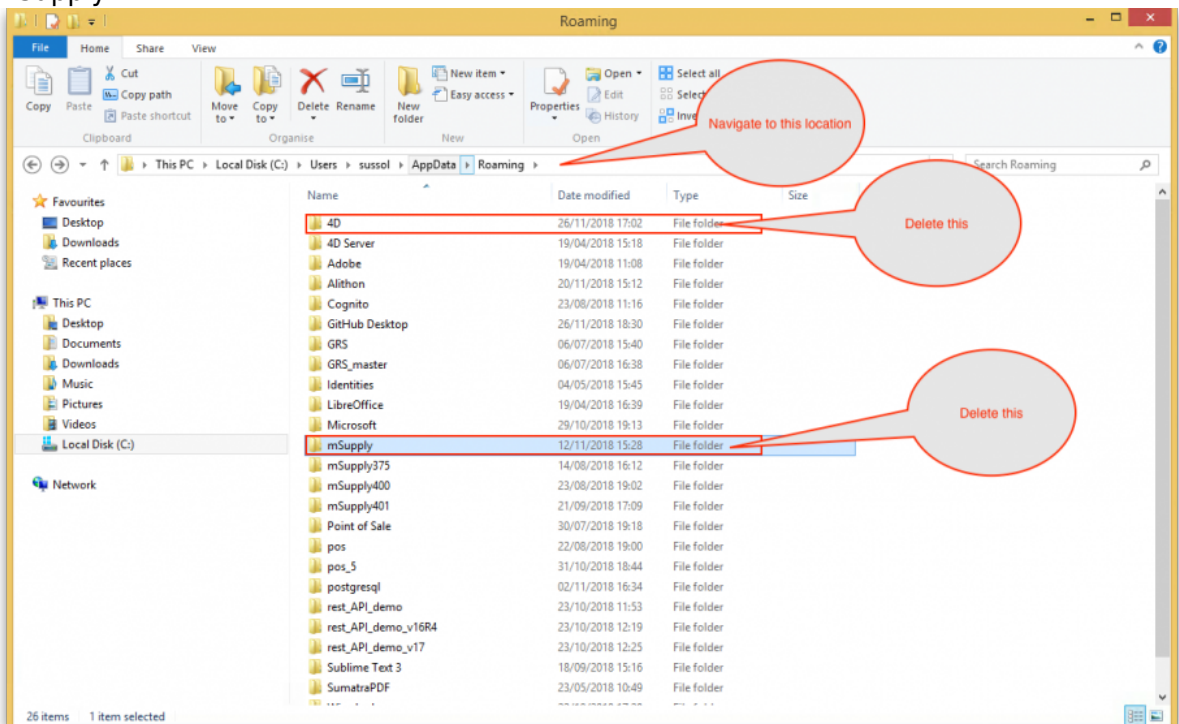 Supply
Roaming
File Home Share View
Copy Paste Cut
Copy path
Paste shortcut
Move to Copy to Delete Rename New folder
New item
Easy access
Properties Open
Edit
History
Select all
Navigate to this location
Clipboard Organise New Open
This PC Local Disk (C:) Users sussol AppData Roaming Search Roaming
Name Date modified Type Size
Favourites
Desktop
Downloads
Recent places
This PC
Desktop
Documents
Downloads
Music
Pictures
Videos
Local Disk (C:)
Network
4D 26/11/2018 17:02 File folder
Delete this
4D Server 19/04/2018 15:18 File folder
Adobe 19/04/2018 11:08 File folder
Alithon 20/11/2018 15:12 File folder
Cognito 23/08/2018 11:16 File folder
GitHub Desktop 26/11/2018 18:30 File folder
GRS 06/07/2018 15:40 File folder
GRS_master 06/07/2018 16:38 File folder
Identities 04/05/2018 15:45 File folder
LibreOffice 19/04/2018 16:39 File folder
Microsoft 29/10/2018 19:13 File folder
Delete this
mSupply 12/11/2018 15:28 File folder
mSupply375 14/08/2018 16:12 File folder
mSupply400 23/08/2018 19:02 File folder
mSupply401 21/09/2018 17:09 File folder
Point of Sale 30/07/2018 19:18 File folder
pos 22/08/2018 19:00 File folder
pos_5 31/10/2018 18:44 File folder
postgresql 02/11/2018 16:34 File folder
rest_API_demo 23/10/2018 11:53 File folder
rest_API_demo_v16R4 23/10/2018 12:19 File folder
rest_API_demo_v17 23/10/2018 12:25 File folder
Sublime Text 3 18/09/2018 15:16 File folder
SumatraPDF 23/05/2018 10:49 File folder
26 items 1 item selected